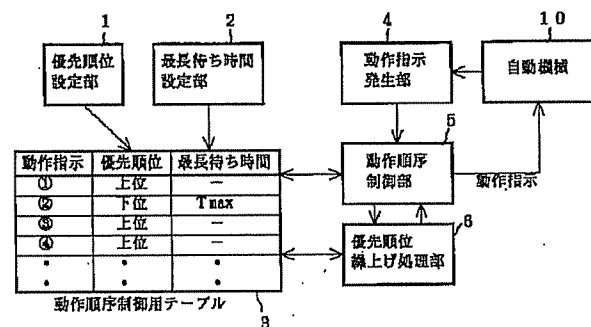 1
2
4
10
優先順位
設定部
最長待ち時間
設定部
動作指示
発生部
自動機械
5
動作指示 優先順位 最長待ち時間
① 上位 －
② 下位 Tmax
③ 上位 －
④ 上位 －
・ ・ ・
・ ・ ・
動作順序
制御部
動作指示
6
優先順位
繰上げ処理部
動作順序制御用テーブル
3